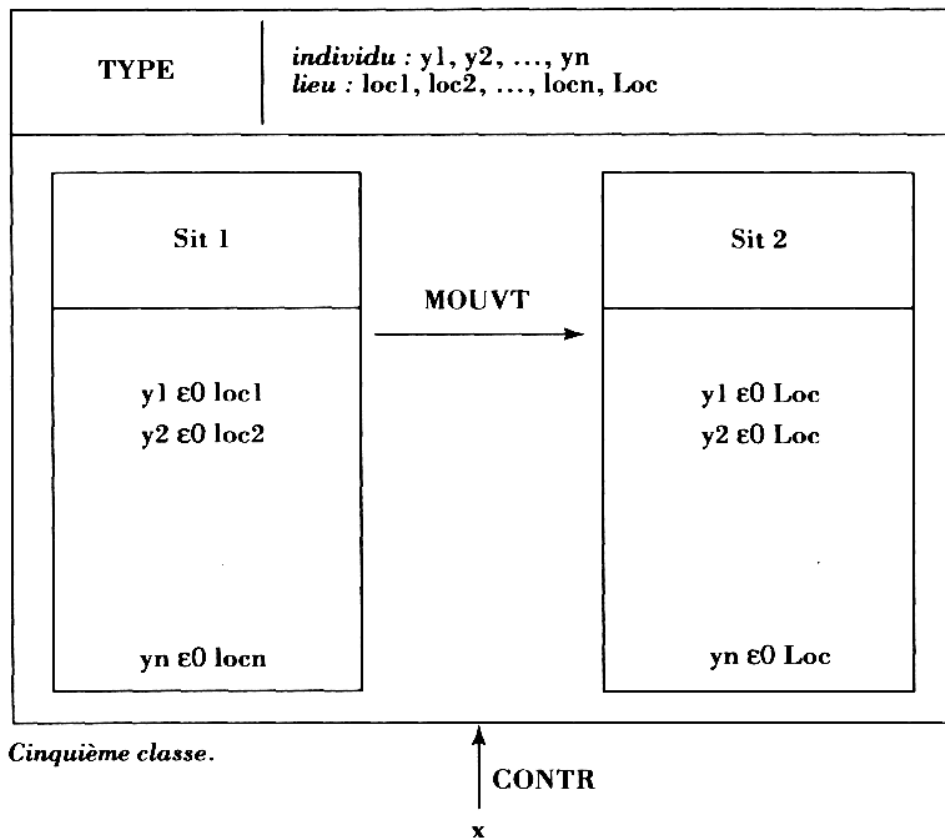 TYPE
individu : y1, y2, ..., yn
lieu : loc1, loc2, ..., locn, Loc
Sit 1
Sit 2
MOUVT
y1 ε0 loc1
y2 ε0 loc2
yn ε0 locn
y1 ε0 Loc
y2 ε0 Loc
yn ε0 Loc
Cinquième classe.
CONTR
x